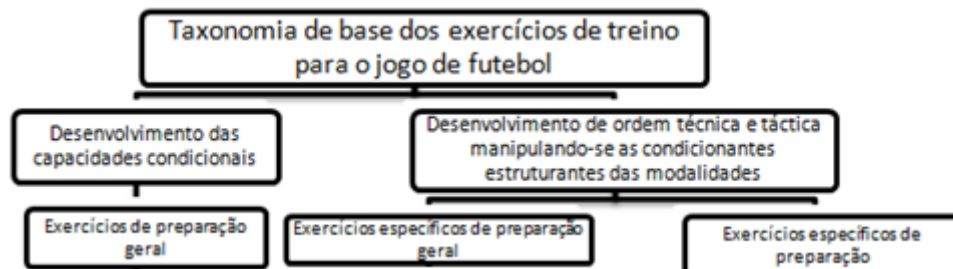 Taxonomia de base dos exercícios de treino
para o jogo de futebol
Desenvolvimento das
capacidades condicionais
Desenvolvimento de ordem técnica e táctica
manipulando-se as condicionantes
estruturantes das modalidades
Exercícios de preparação
geral
Exercícios específicos de preparação
geral
Exercícios específicos de
preparação